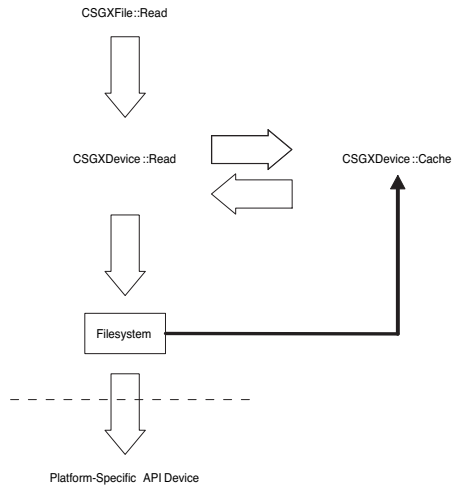 CSGXFile::Read
CSGXDevice ::Read
CSGXDevice ::Cache
Filesystem
Platform-Specific API Device